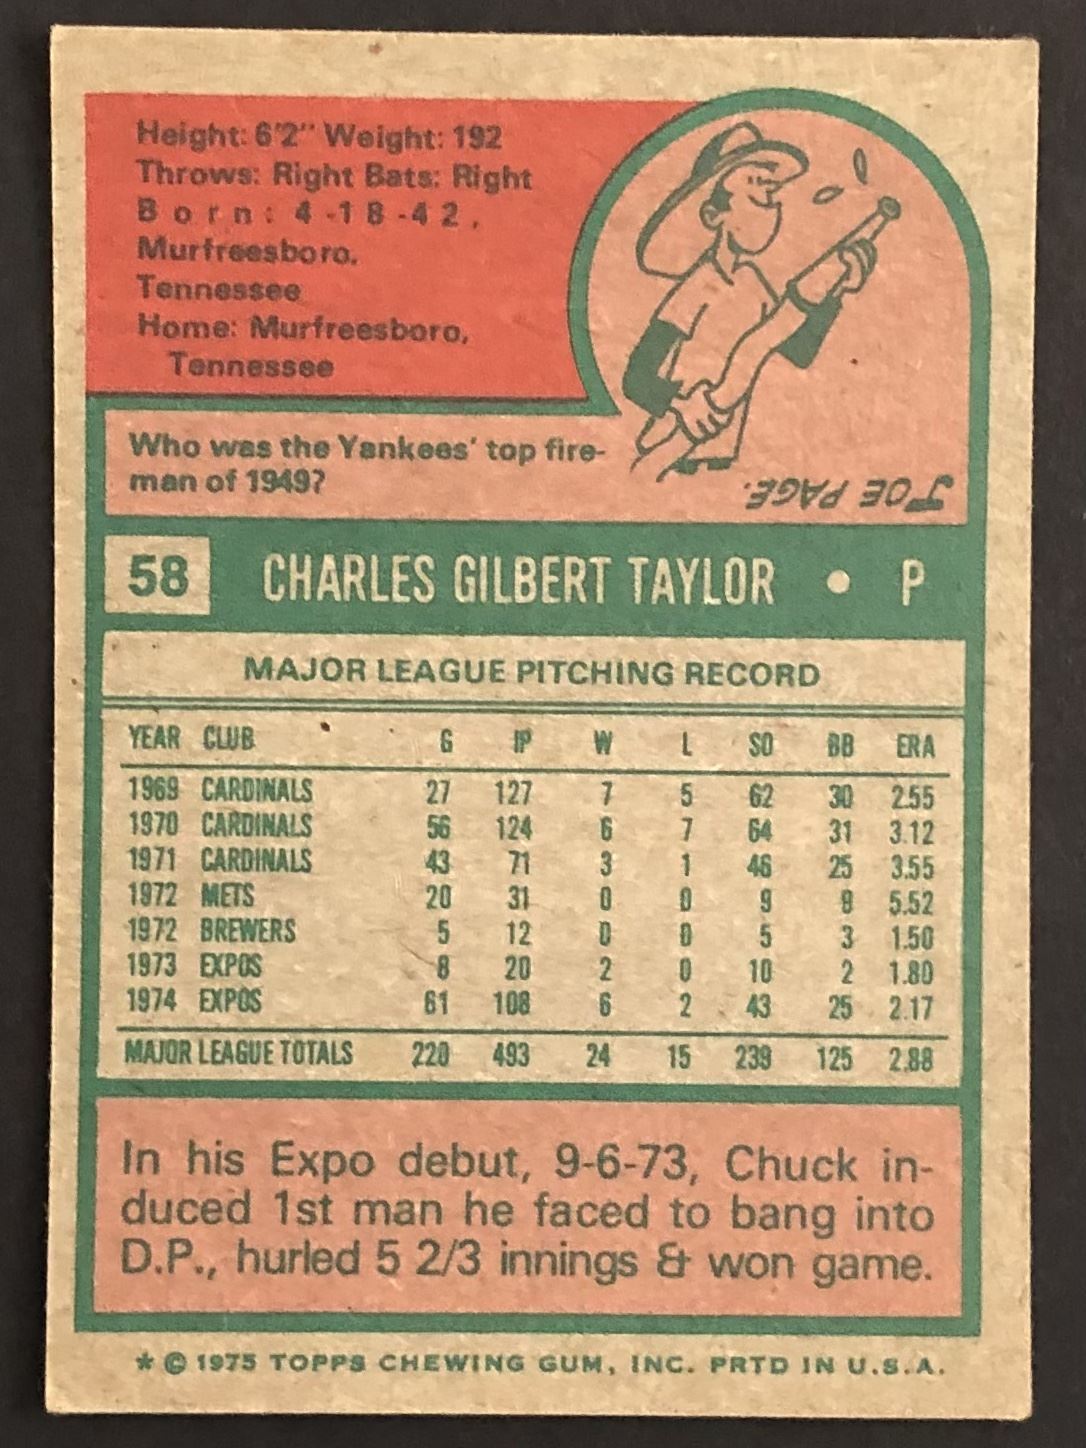 Height: 6'2" Weight: 192
Throws: Right Bats: Right
Born: 4-18-42,
Murfreesboro,
Tennessee
Home: Murfreesboro,
Tennessee
Who was the Yankees' top fire-
man of 1949?
JOE PAGE.
58 CHARLES GILBERT TAYLOR • P
MAJOR LEAGUE PITCHING RECORD
YEAR CLUB G IP W L SO BB ERA
1969 CARDINALS 27 127 7 5 62 30 2.55
1970 CARDINALS 56 124 6 7 64 31 3.12
1971 CARDINALS 43 71 3 1 46 25 3.55
1972 METS 20 31 0 0 9 9 5.52
1972 BREWERS 5 12 0 0 5 3 1.50
1973 EXPOS 8 20 2 0 10 2 1.80
1974 EXPOS 61 108 6 2 43 25 2.17
MAJOR LEAGUE TOTALS 220 493 24 15 239 125 2.88
In his Expo debut, 9-6-73, Chuck in-
duced 1st man he faced to bang into
D.P., hurled 5 2/3 innings & won game.
* © 1975 TOPPS CHEWING GUM, INC. PRTD IN U.S.A.